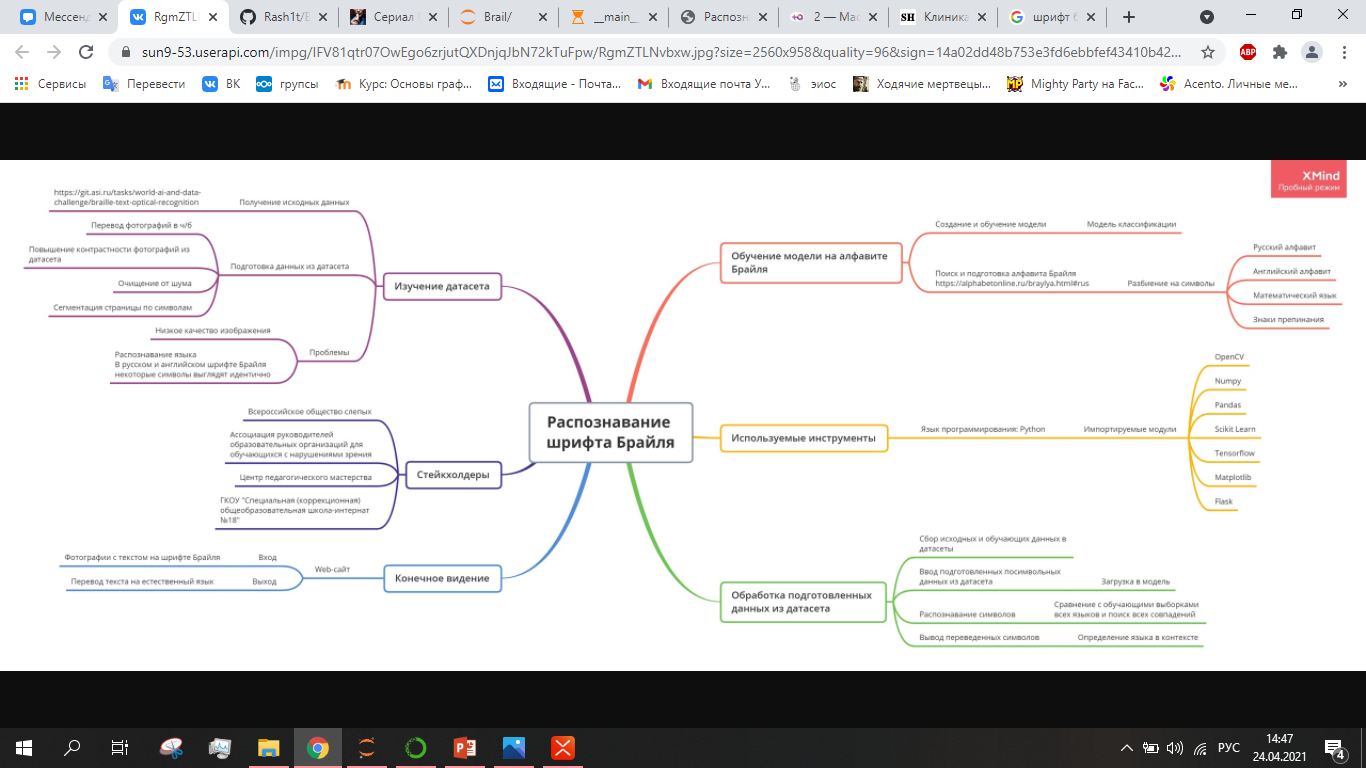 Мессенд
RgmZTL
Rash1t/E
Сериал
Brail/
__main_
Распозн
2 — Мас
Клиника
шрифт б
sun9-53.userapi.com/impg/IFV81qtr07OwEgo6zrjutQXDnjqJbN72kTuFpw/RgmZTLNvbxw.jpg?size=2560x958&quality=96&sign=14a02dd48b753e3fd6ebbfef43410b42...
ABP
Сервисы
Перевести
ВК
групсы
Курс: Основы граф...
Входящие - Почта...
Входящие почта У...
эиос
Ходячие мертвецы...
Mighty Party на Fac...
Acento. Личные ме...
XMind
Пробный режим
https://git.asi.ru/tasks/world-ai-and-data-
challenge/braille-text-optical-recognition
Получение исходных данных
Перевод фотографий в ч/б
Повышение контрастности фотографий из
датасета
Очищение от шума
Сегментация страницы по символам
Подготовка данных из датасета
Низкое качество изображения
Распознавание языка
В русском и английском шрифте Брайля
некоторые символы выглядят идентично
Проблемы
Изучение датасета
Всероссийское общество слепых
Ассоциация руководителей
образовательных организаций для
обучающихся с нарушениями зрения
Центр педагогического мастерства
ГКОУ "Специальная (коррекционная)
общеобразовательная школа-интернат
№18"
Стейкхолдеры
Фотографии с текстом на шрифте Брайля
Вход
Перевод текста на естественный язык
Выход
Web-сайт
Конечное видение
Распознавание
шрифта Брайля
Обучение модели на алфавите
Брайля
Создание и обучение модели
Модель классификации
Поиск и подготовка алфавита Брайля
https://alphabetonline.ru/braylya.html#rus
Разбиение на символы
Русский алфавит
Английский алфавит
Математический язык
Знаки препинания
Используемые инструменты
Язык программирования: Python
Импортируемые модули
OpenCV
Numpy
Pandas
Scikit Learn
Tensorflow
Matplotlib
Flask
Обработка подготовленных
данных из датасета
Сбор исходных и обучающих данных в
датасеты
Ввод подготовленных посимвольных
данных из датасета
Загрузка в модель
Распознавание символов
Сравнение с обучающими выборками
всех языков и поиск всех совпадений
Вывод переведенных символов
Определение языка в контексте
РУС
14:47
24.04.2021
4